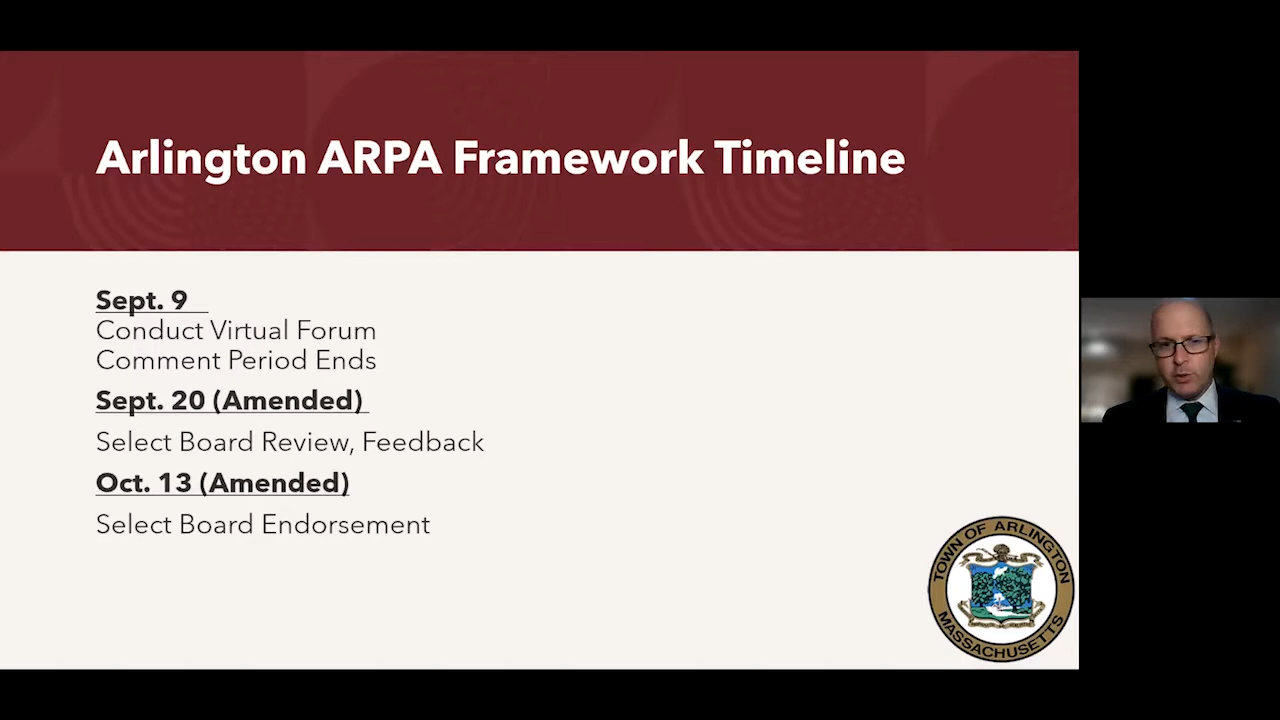 Arlington ARPA Framework Timeline
Sept. 9
Conduct Virtual Forum
Comment Period Ends
Sept. 20 (Amended)
Select Board Review, Feedback
Oct. 13 (Amended)
Select Board Endorsement
TOWN OF ARLINGTON
MASSACHUSETTS